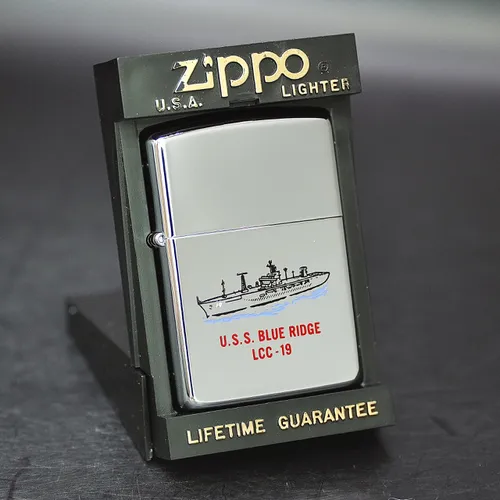 Zippo®
U.S.A. LIGHTER
U.S.S. BLUE RIDGE
LCC-19
LIFETIME GUARANTEE